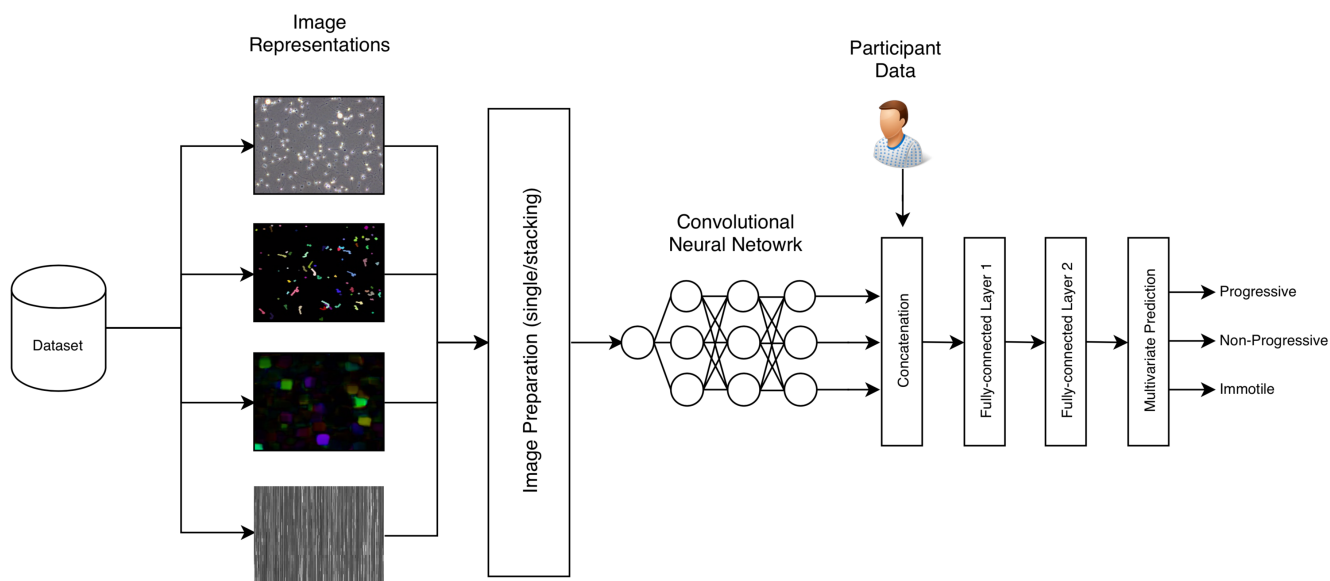 Image
Representations
Participant
Data
Convolutional
Neural Netowrk
Dataset
Image Preparation (single/stacking)
Concatenation
Fully-connected Layer 1
Fully-connected Layer 2
Multivariate Prediction
Progressive
Non-Progressive
Immotile